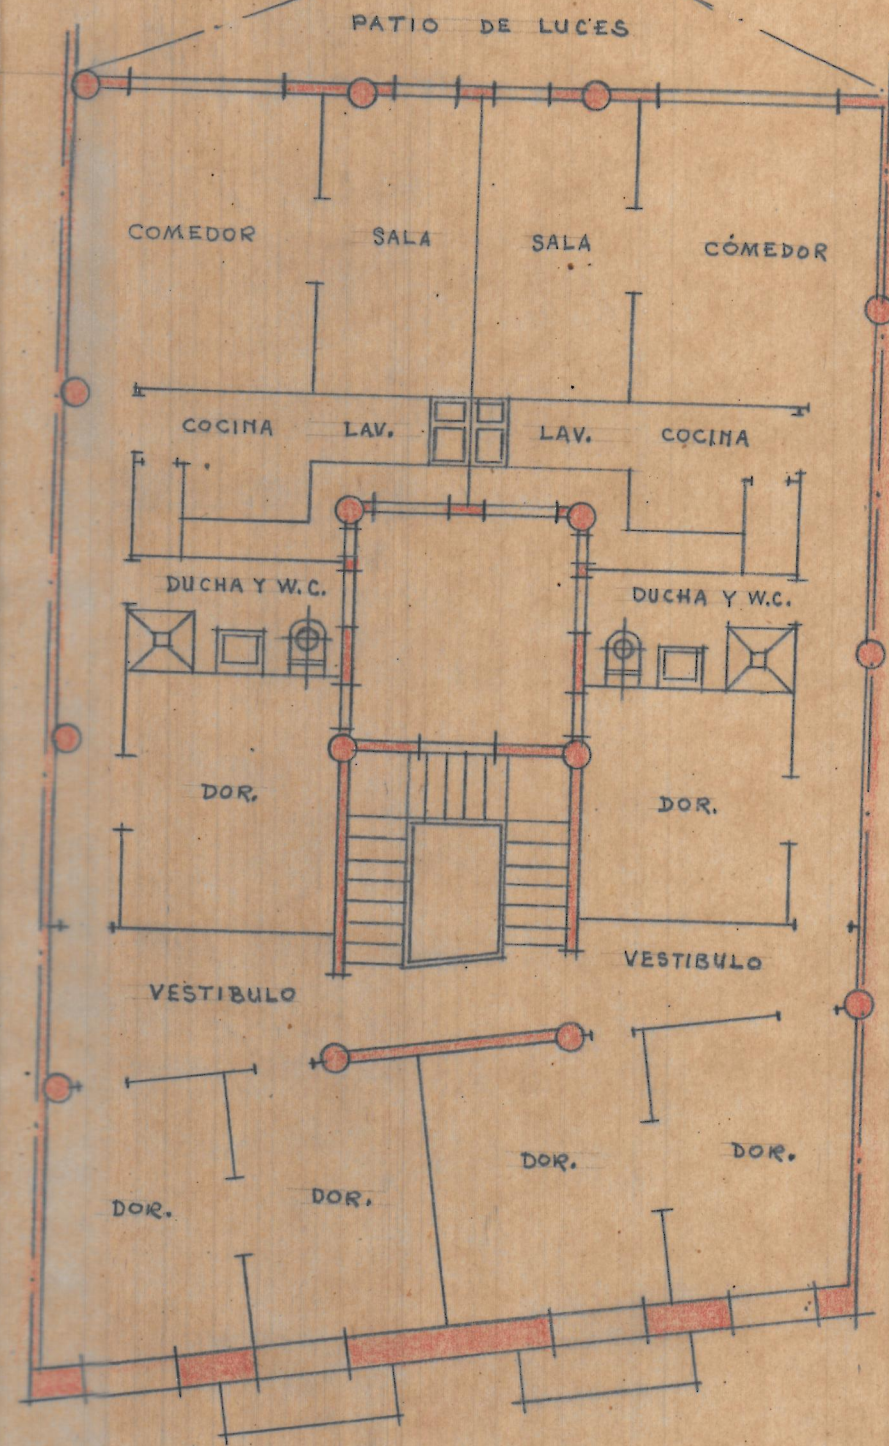 PATIO DE LUCES
COMEDOR
SALA
SALA
CÓMEDOR
COCINA
LAV.
LAV.
COCINA
DUCHA Y W.C.
DUCHA Y W.C.
DOR.
DOR.
VESTIBULO
VESTIBULO
DOR.
DOR.
DOR.
DOR.